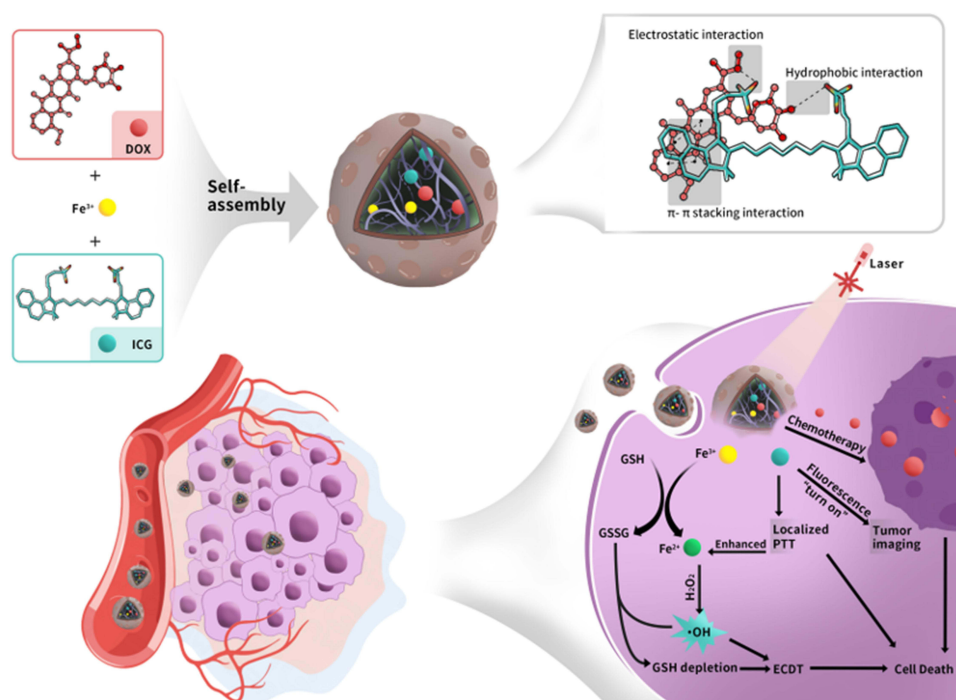 Electrostatic interaction
Hydrophobic interaction
DOX
+
Fe³⁺
+
Self-
assembly
π- π stacking interaction
ICG
Laser
Chemotherapy
GSH
Fe³⁺
Fluorescence
"turn on"
GSSG
Localized
PTT
Tumor
imaging
Fe²⁺
Enhanced
H₂O₂
•OH
GSH depletion
ECDT
Cell Death